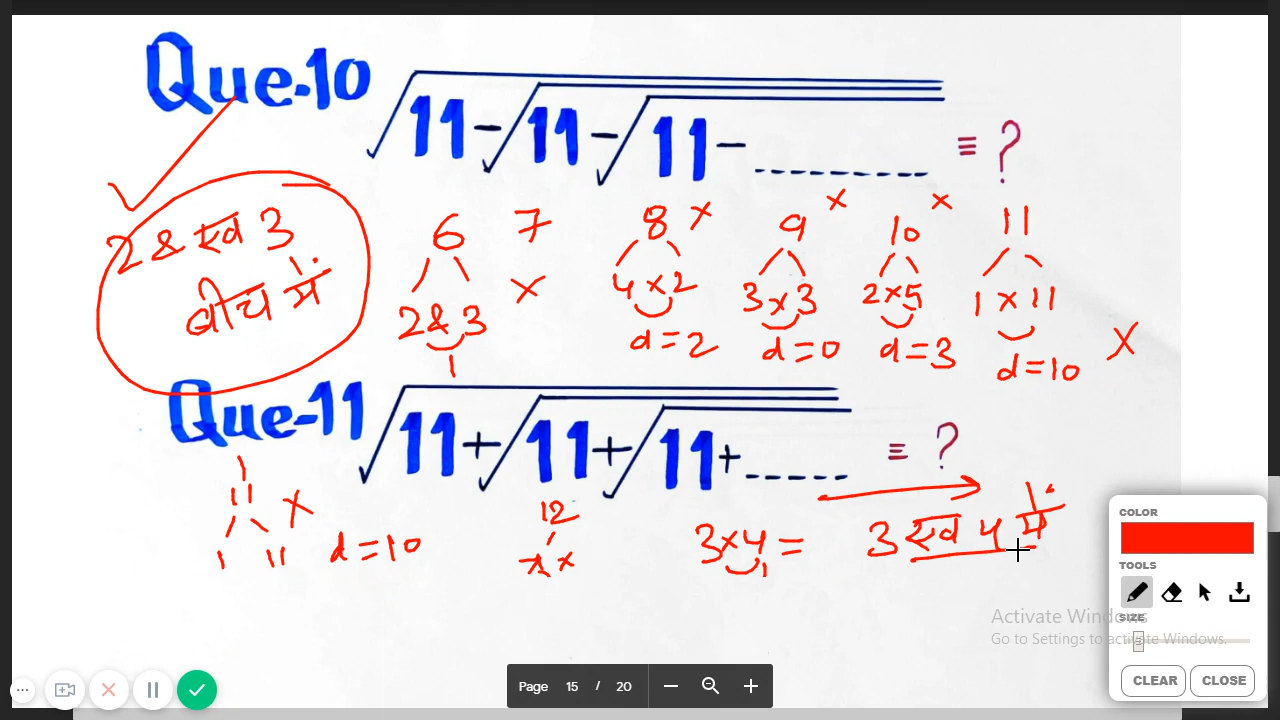 Que.10 √11-√11-√11-......... ≡ ?
2 & एवं 3
बीच में
6 7 8 × 9 × 10 × 11
2 & 3 × 4 × 2 3 × 3 2 × 5 1 × 11
1 d = 2 d = 0 d = 3 d = 10 ×
Que-11 √11+√11+√11+..... ≡ ?
11 × 12
1 11 d = 10 3 × 4 = 3 एवं 4 में
1
COLOR
TOOLS
SIZE
Activate Windows
Go to Settings to activate Windows.
CLEAR CLOSE
Page 15 / 20